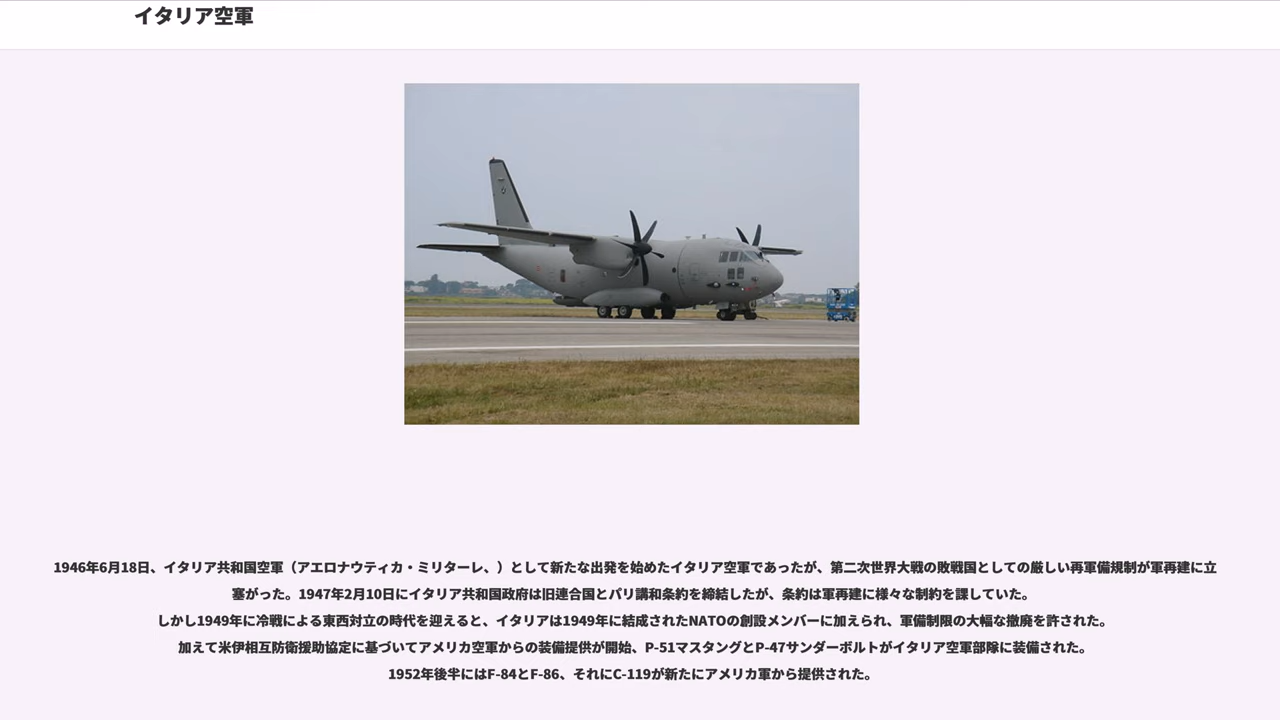 イタリア空軍
1946年6月18日、イタリア共和国空軍（アエロナウティカ・ミリターレ、）として新たな出発を始めたイタリア空軍であったが、第二次世界大戦の敗戦国としての厳しい再軍備規制が軍再建に立
塞がった。1947年2月10日にイタリア共和国政府は旧連合国とパリ講和条約を締結したが、条約は軍再建に様々な制約を課していた。
しかし1949年に冷戦による東西対立の時代を迎えると、イタリアは1949年に結成されたNATOの創設メンバーに加えられ、軍備制限の大幅な撤廃を許された。
加えて米伊相互防衛援助協定に基づいてアメリカ空軍からの装備提供が開始、P-51マスタングとP-47サンダーボルトがイタリア空軍部隊に装備された。
1952年後半にはF-84とF-86、それにC-119が新たにアメリカ軍から提供された。